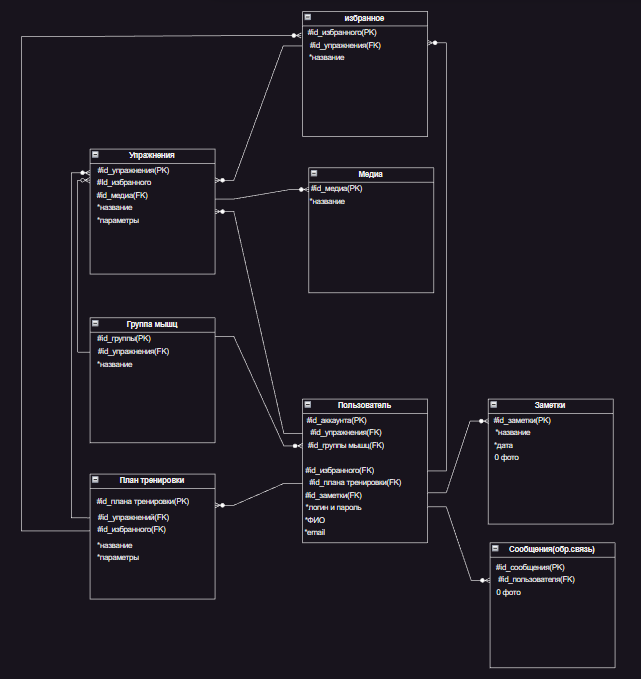 избранное
#id_избранного(PK)
#id_упражнения(FK)
*название
Упражнения
#id_упражнения(PK)
#Id_избранного
#id_медиа(FK)
*название
*параметры
Медиа
#id_медиа(PK)
*название
Группа мышц
#id_группы(PK)
#id_упражнения(FK)
*название
Пользователь
#id_аккаунта(PK)
#id_упражнения(FK)
#id_группы мышц(FK)
#id_избранного(FK)
#id_плана тренировки(FK)
#id_заметки(FK)
*логин и пароль
*ФИО
*email
Заметки
#id_заметки(PK)
*название
*дата
0 фото
План тренировки
#id_плана тренировки(PK)
#id_упражнений(FK)
#id_избранного(FK)
*название
*параметры
Сообщения(обр.связь)
#id_сообщения(PK)
#id_пользователя(FK)
0 фото